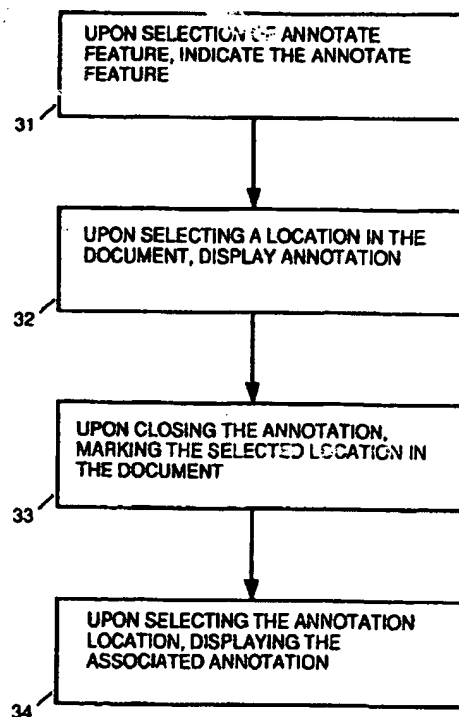 UPON SELECTION OF ANNOTATE
FEATURE, INDICATE THE ANNOTATE
FEATURE
31
UPON SELECTING A LOCATION IN THE
DOCUMENT, DISPLAY ANNOTATION
32
UPON CLOSING THE ANNOTATION,
MARKING THE SELECTED LOCATION IN
THE DOCUMENT
33
UPON SELECTING THE ANNOTATION
LOCATION, DISPLAYING THE
ASSOCIATED ANNOTATION
34